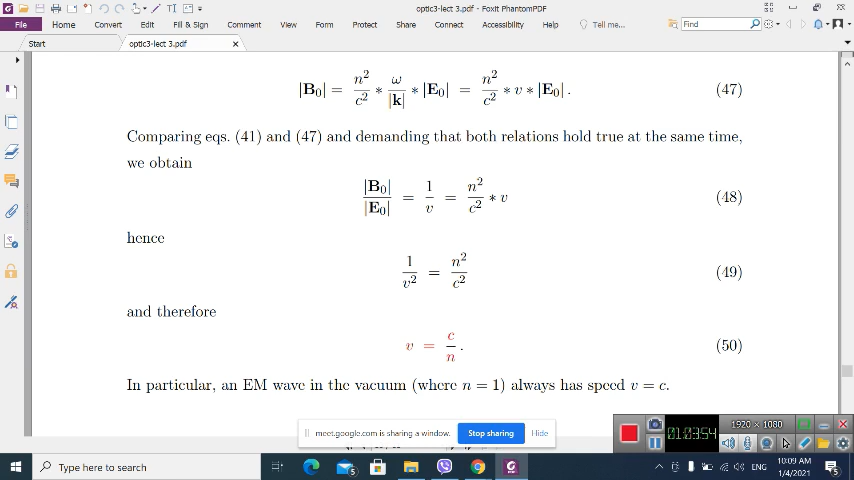 optic3-lect 3.pdf - Foxit PhantomPDF
File Home Convert Edit Fill & Sign Comment View Form Protect Share Connect Accessibility Help Tell me... Find
Start optic3-lect 3.pdf
|B₀| = n²/c² * ω/|k| * |E₀| = n²/c² * v * |E₀| . (47)
Comparing eqs. (41) and (47) and demanding that both relations hold true at the same time,
we obtain
|B₀|/|E₀| = 1/v = n²/c² * v (48)
hence
1/v² = n²/c² (49)
and therefore
v = c/n . (50)
In particular, an EM wave in the vacuum (where n = 1) always has speed v = c.
meet.google.com is sharing a window. Stop sharing Hide
01:03:54 1920 × 1080
Type here to search
5
ENG
10:09 AM
1/4/2021
5